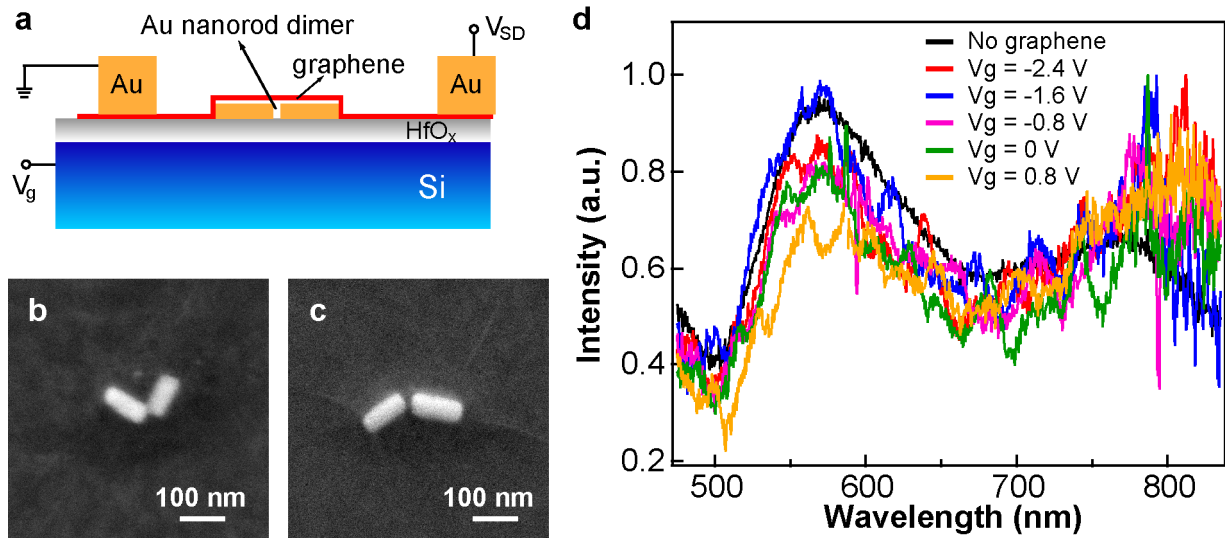 a
Au nanorod dimer
V_SD
graphene
Au
Au
HfOₓ
V_g
Si
b
100 nm
c
100 nm
d
No graphene
Vg = -2.4 V
Vg = -1.6 V
Vg = -0.8 V
Vg = 0 V
Vg = 0.8 V
Intensity (a.u.)
1.0
0.8
0.6
0.4
0.2
500
600
700
800
Wavelength (nm)